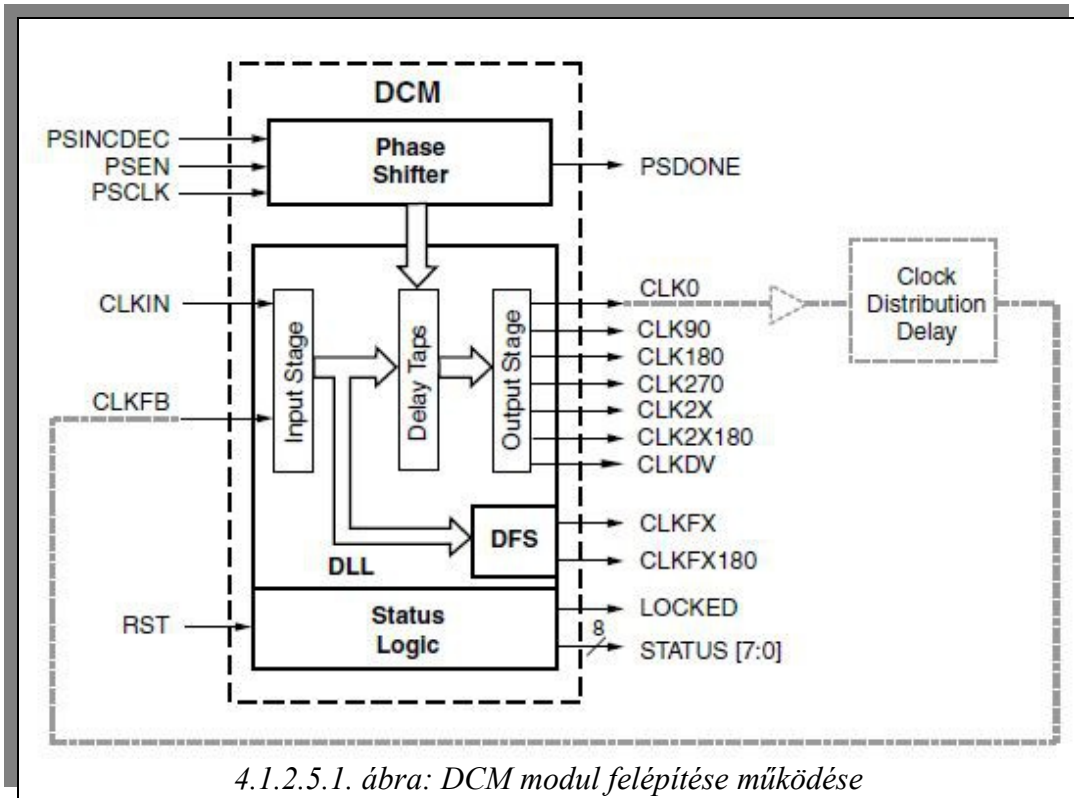 DCM
PSINCDEC
PSEN
PSCLK
Phase
Shifter
PSDONE
CLKIN
CLKFB
Input Stage
Delay Taps
Output Stage
CLK0
CLK90
CLK180
CLK270
CLK2X
CLK2X180
CLKDV
Clock
Distribution
Delay
DFS
DLL
CLKFX
CLKFX180
RST
Status
Logic
LOCKED
8
STATUS [7:0]
4.1.2.5.1. ábra: DCM modul felépítése működése